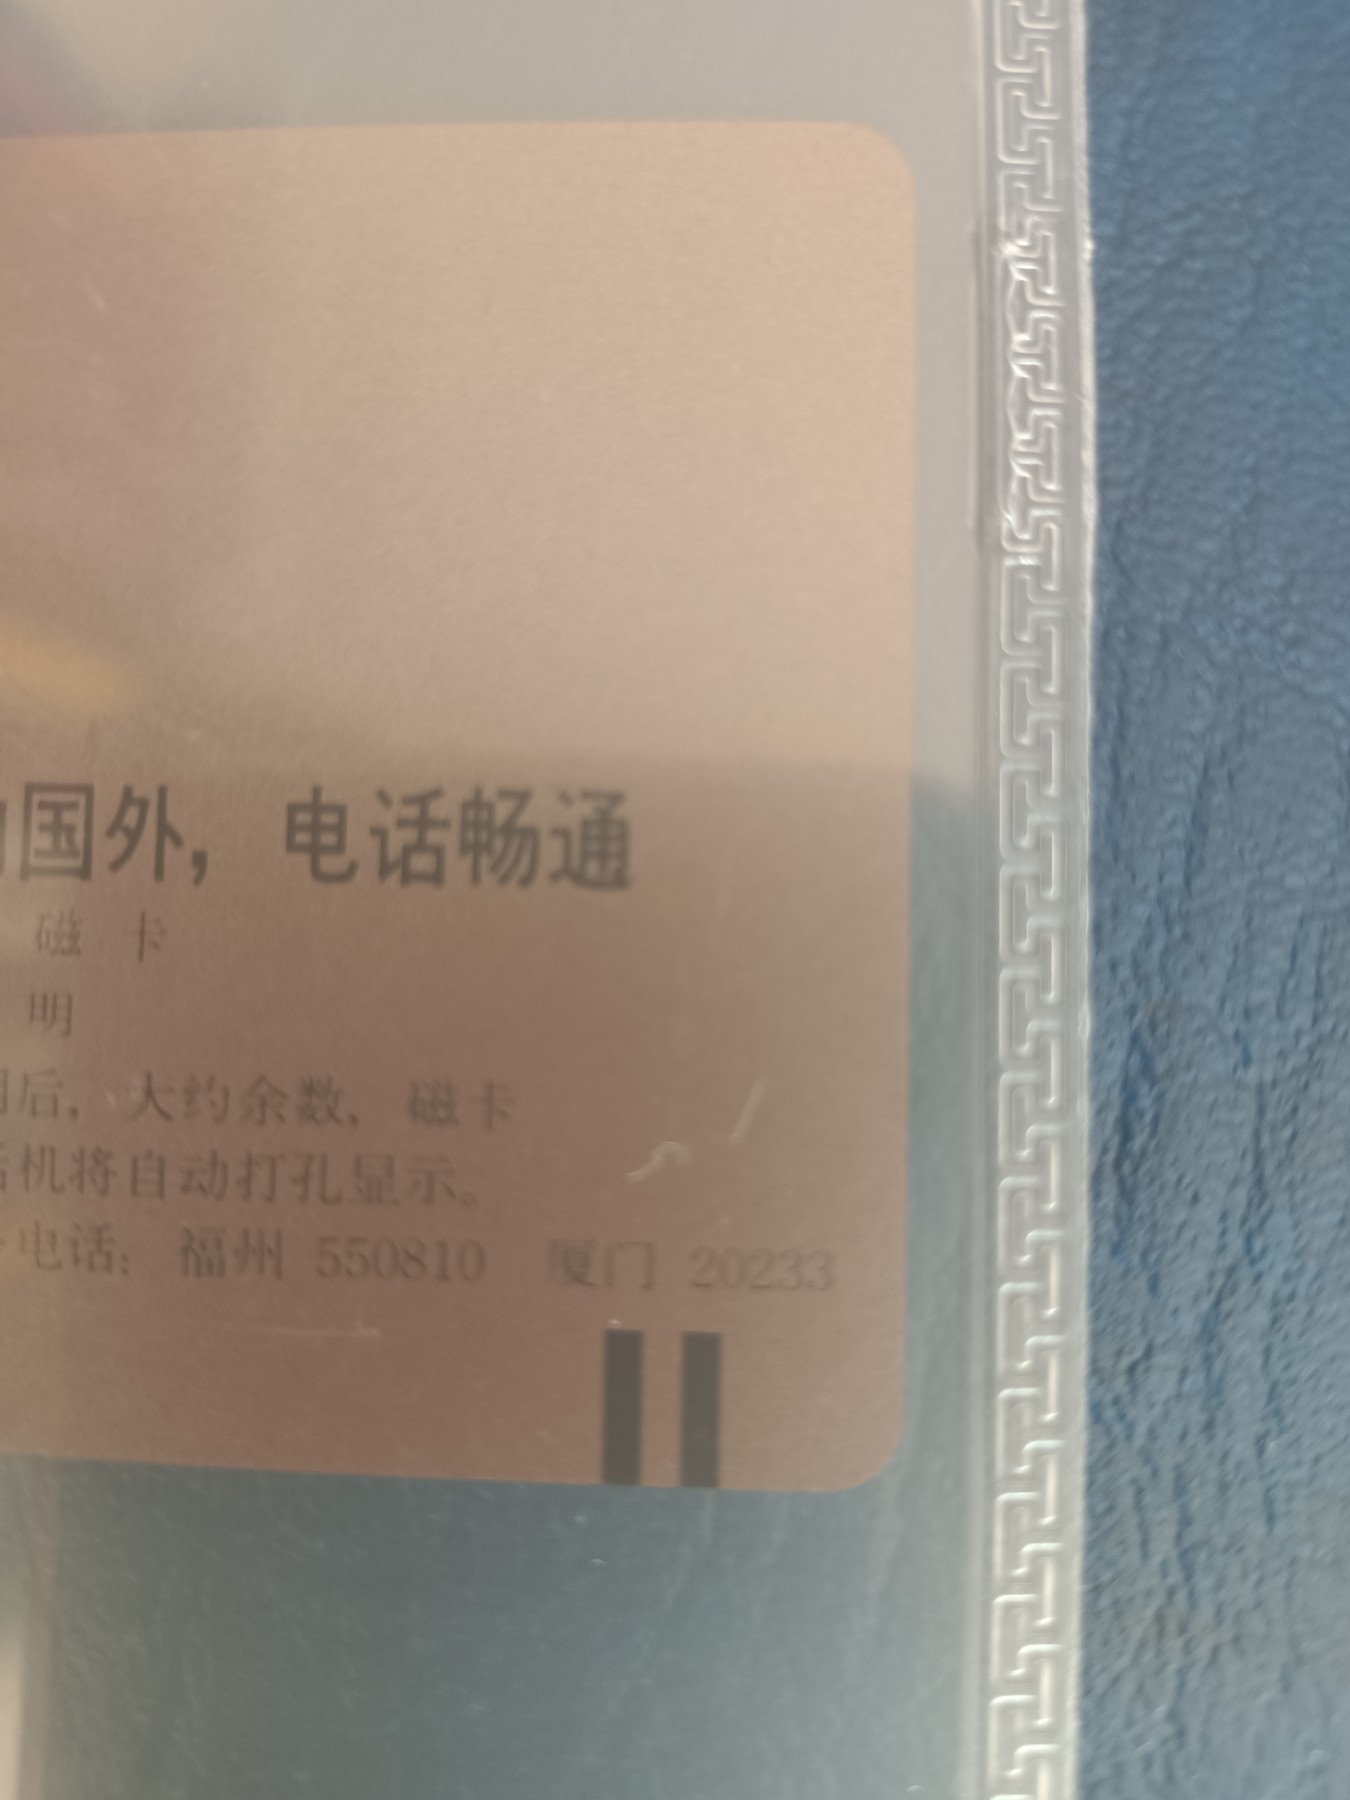 国外，电话畅通
磁 卡
明
后，大约余数，磁卡
机将自动打孔显示。
电话：福州 550810 厦门 20233